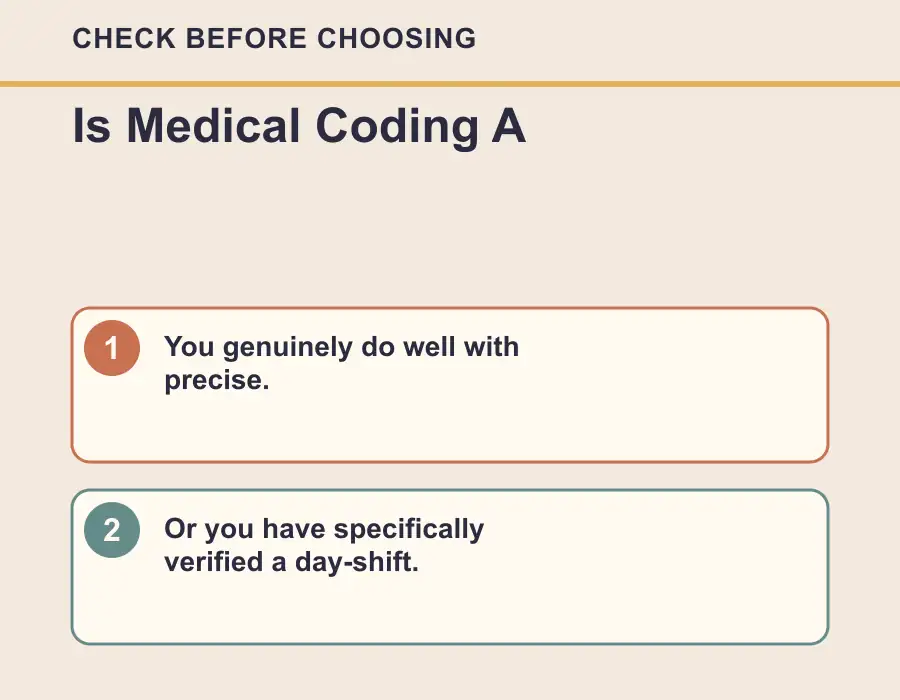 CHECK BEFORE CHOOSING
Is Medical Coding A
1
You genuinely do well with
precise.
2
Or you have specifically
verified a day-shift.